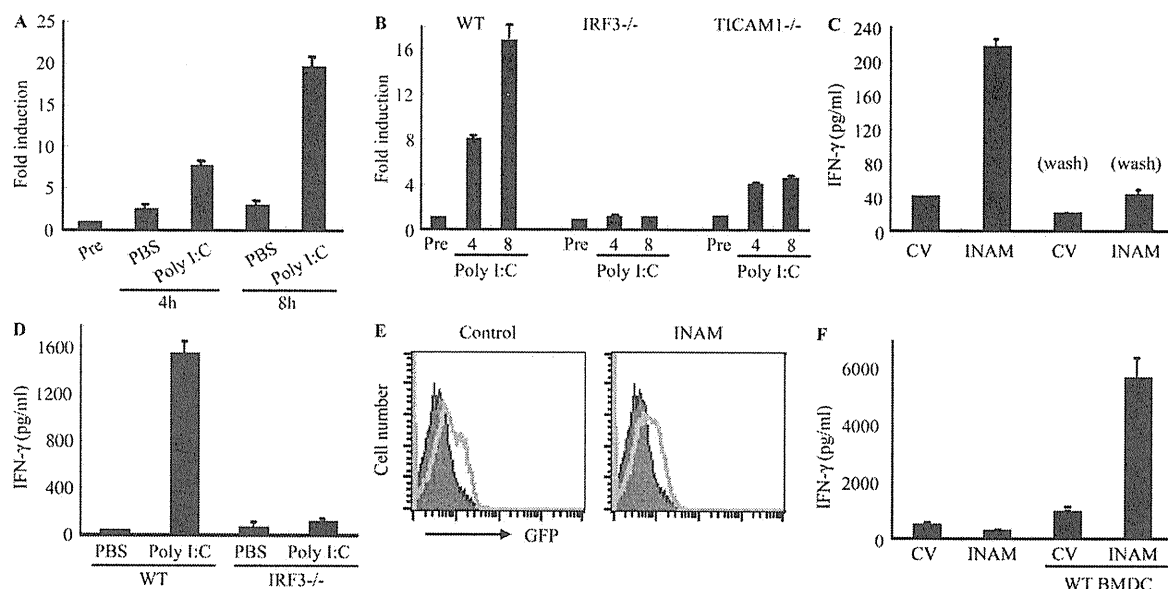 A
Fold induction
25
20
15
10
5
0
Pre
PBS
Poly I:C
PBS
Poly I:C
4h
8h
B
WT
IRF3-/-
TICAM1-/-
Fold induction
16
12
8
4
0
Pre 4 8
Pre 4 8
Pre 4 8
Poly I:C
Poly I:C
Poly I:C
C
IFN-γ (pg/ml)
240
200
160
120
80
40
0
(wash)
(wash)
CV INAM CV INAM
D
IFN-γ (pg/ml)
1600
1200
800
400
0
PBS Poly I:C PBS Poly I:C
WT
IRF3-/-
E
Control
INAM
Cell number
GFP
F
IFN-γ (pg/ml)
6000
4000
2000
0
CV INAM CV INAM
WT BMDC